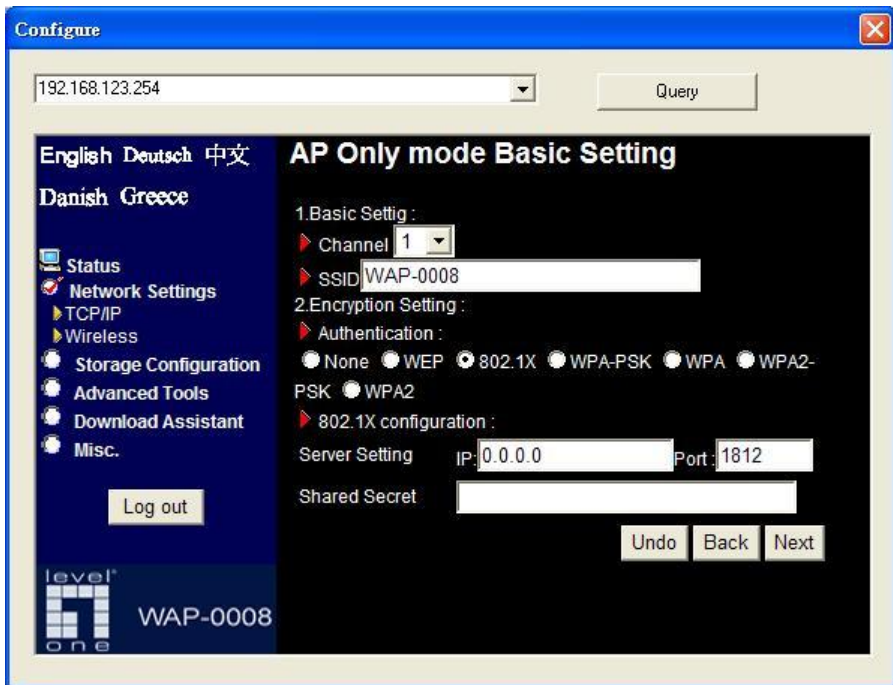 Configure
192.168.123.254
Query
English Deutsch 中文
Danish Greece
Status
Network Settings
TCP/IP
Wireless
Storage Configuration
Advanced Tools
Download Assistant
Misc.
Log out
level one
WAP-0008
AP Only mode Basic Setting
1.Basic Settig :
Channel 1
SSID WAP-0008
2.Encryption Setting :
Authentication :
None WEP 802.1X WPA-PSK WPA WPA2-
PSK WPA2
802.1X configuration :
Server Setting IP: 0.0.0.0 Port : 1812
Shared Secret
Undo Back Next